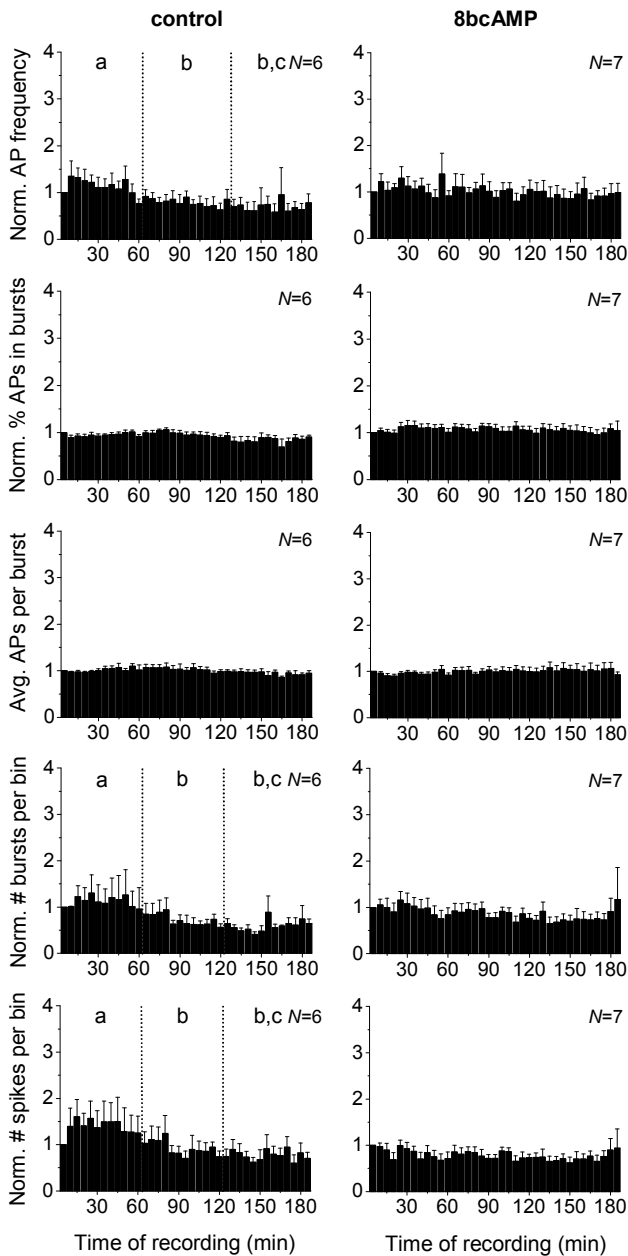 control 8bcAMP
Norm. AP frequency
4
3
2
1
0
a b b,c N=6
30 60 90 120 150 180
4
3
2
1
0
N=7
30 60 90 120 150 180
Norm. % APs in bursts
4
3
2
1
0
N=6
30 60 90 120 150 180
4
3
2
1
0
N=7
30 60 90 120 150 180
Avg. APs per burst
4
3
2
1
0
N=6
30 60 90 120 150 180
4
3
2
1
0
N=7
30 60 90 120 150 180
Norm. # bursts per bin
4
3
2
1
0
a b b,c N=6
30 60 90 120 150 180
4
3
2
1
0
N=7
30 60 90 120 150 180
Norm. # spikes per bin
4
3
2
1
0
a b b,c N=6
30 60 90 120 150 180
Time of recording (min)
4
3
2
1
0
N=7
30 60 90 120 150 180
Time of recording (min)